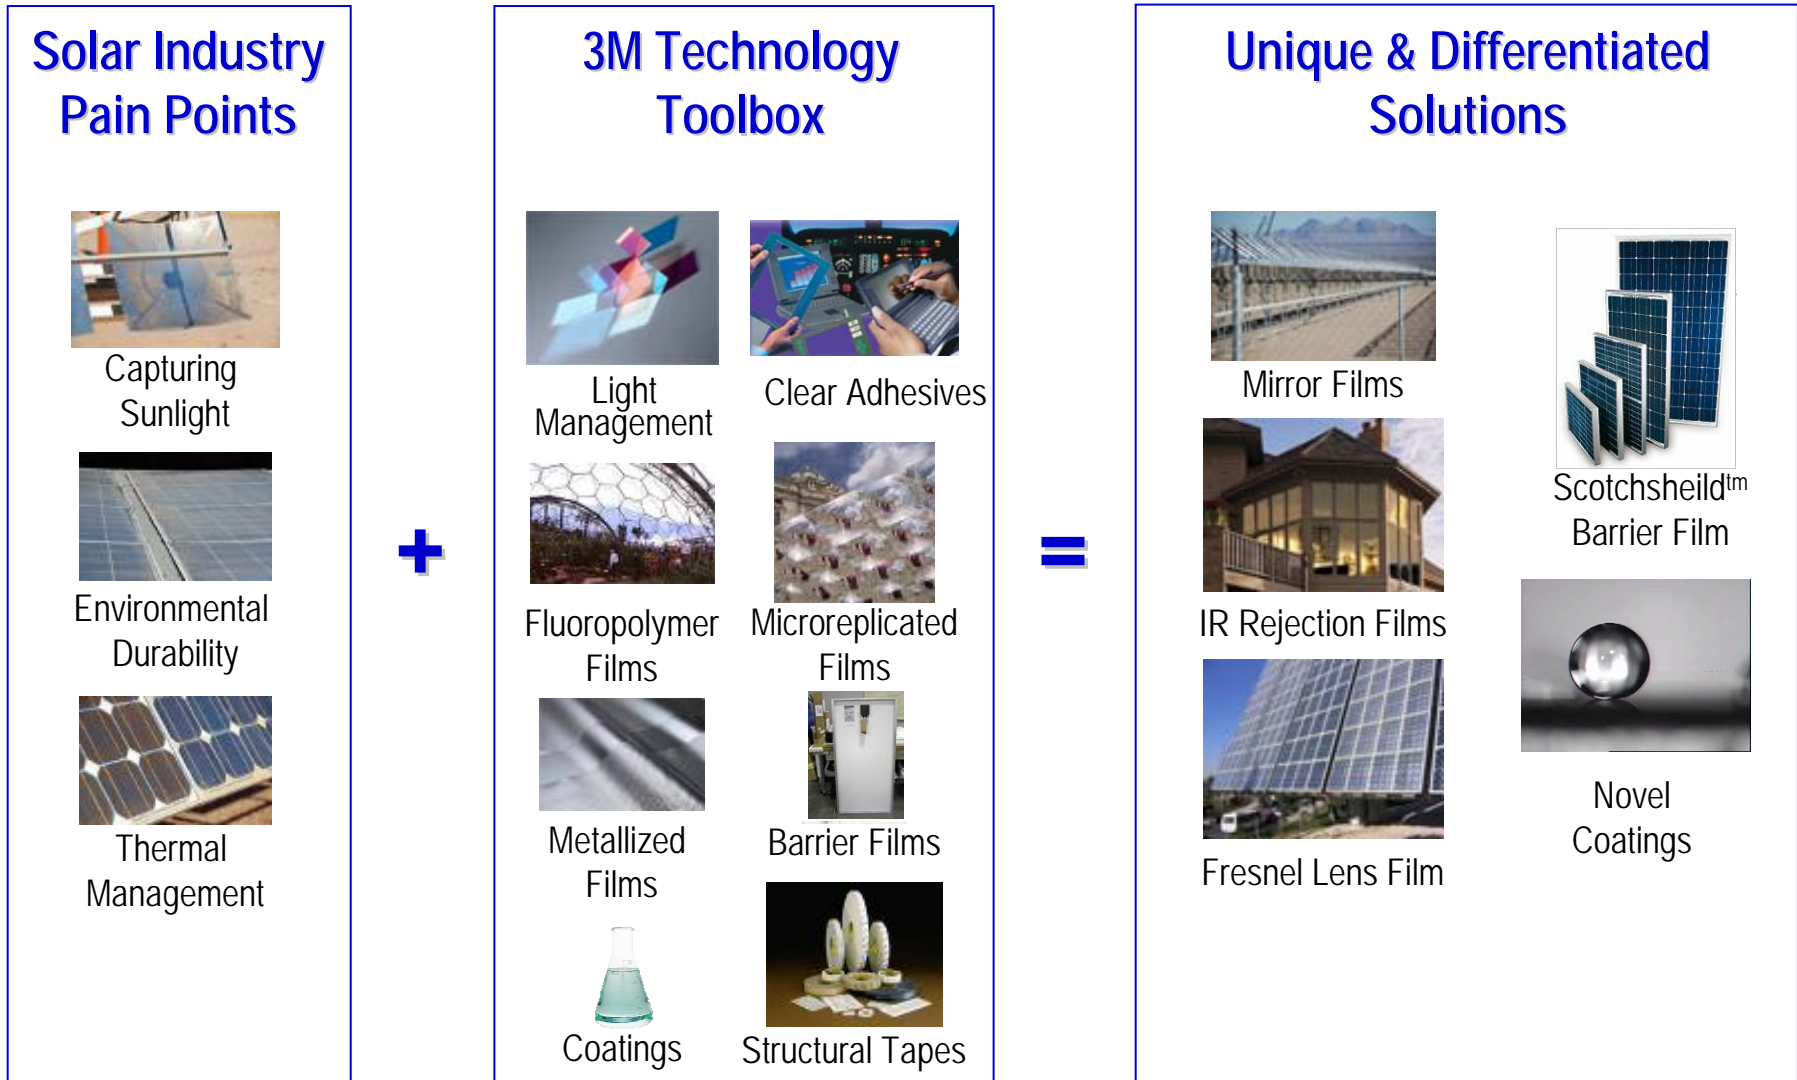 Solar Industry
Pain Points
Capturing
Sunlight
Environmental
Durability
Thermal
Management
+
3M Technology
Toolbox
Light
Management
Clear Adhesives
Fluoropolymer
Films
Microreplicated
Films
Metallized
Films
Barrier Films
Coatings
Structural Tapes
=
Unique & Differentiated
Solutions
Mirror Films
Scotchsheild™
Barrier Film
IR Rejection Films
Fresnel Lens Film
Novel
Coatings